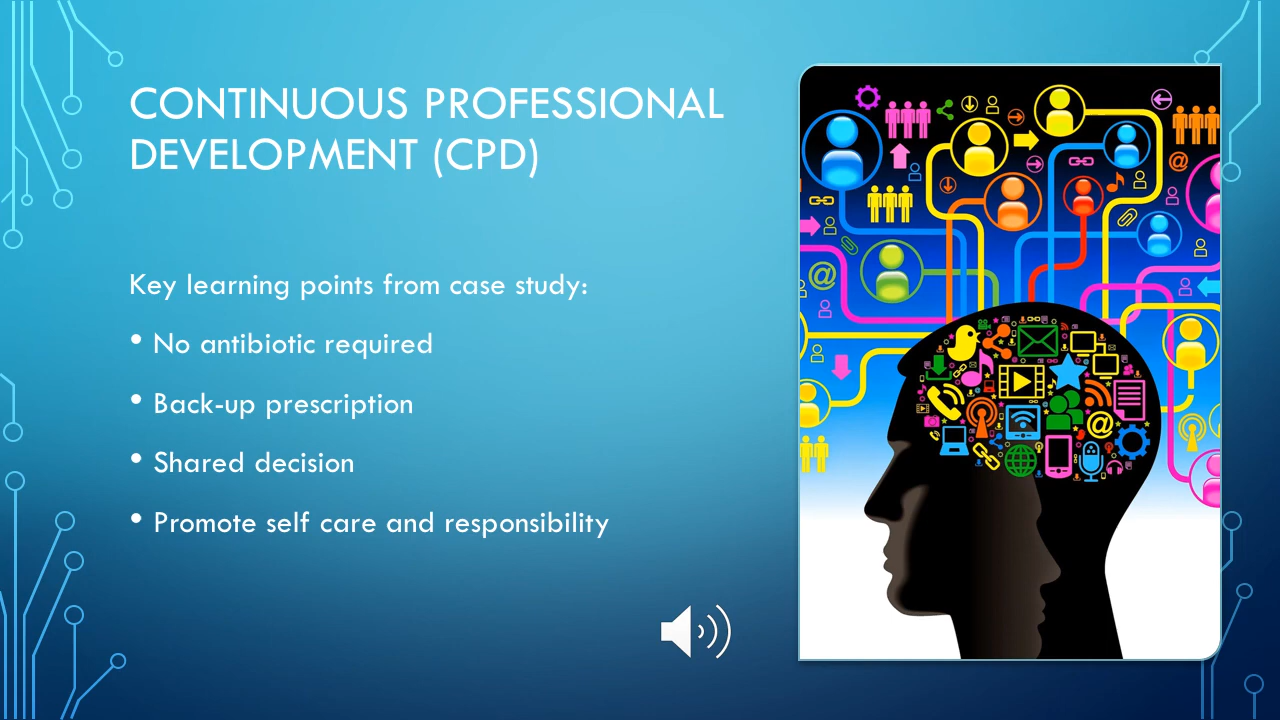 CONTINUOUS PROFESSIONAL
DEVELOPMENT (CPD)
Key learning points from case study:
• No antibiotic required
• Back-up prescription
• Shared decision
• Promote self care and responsibility